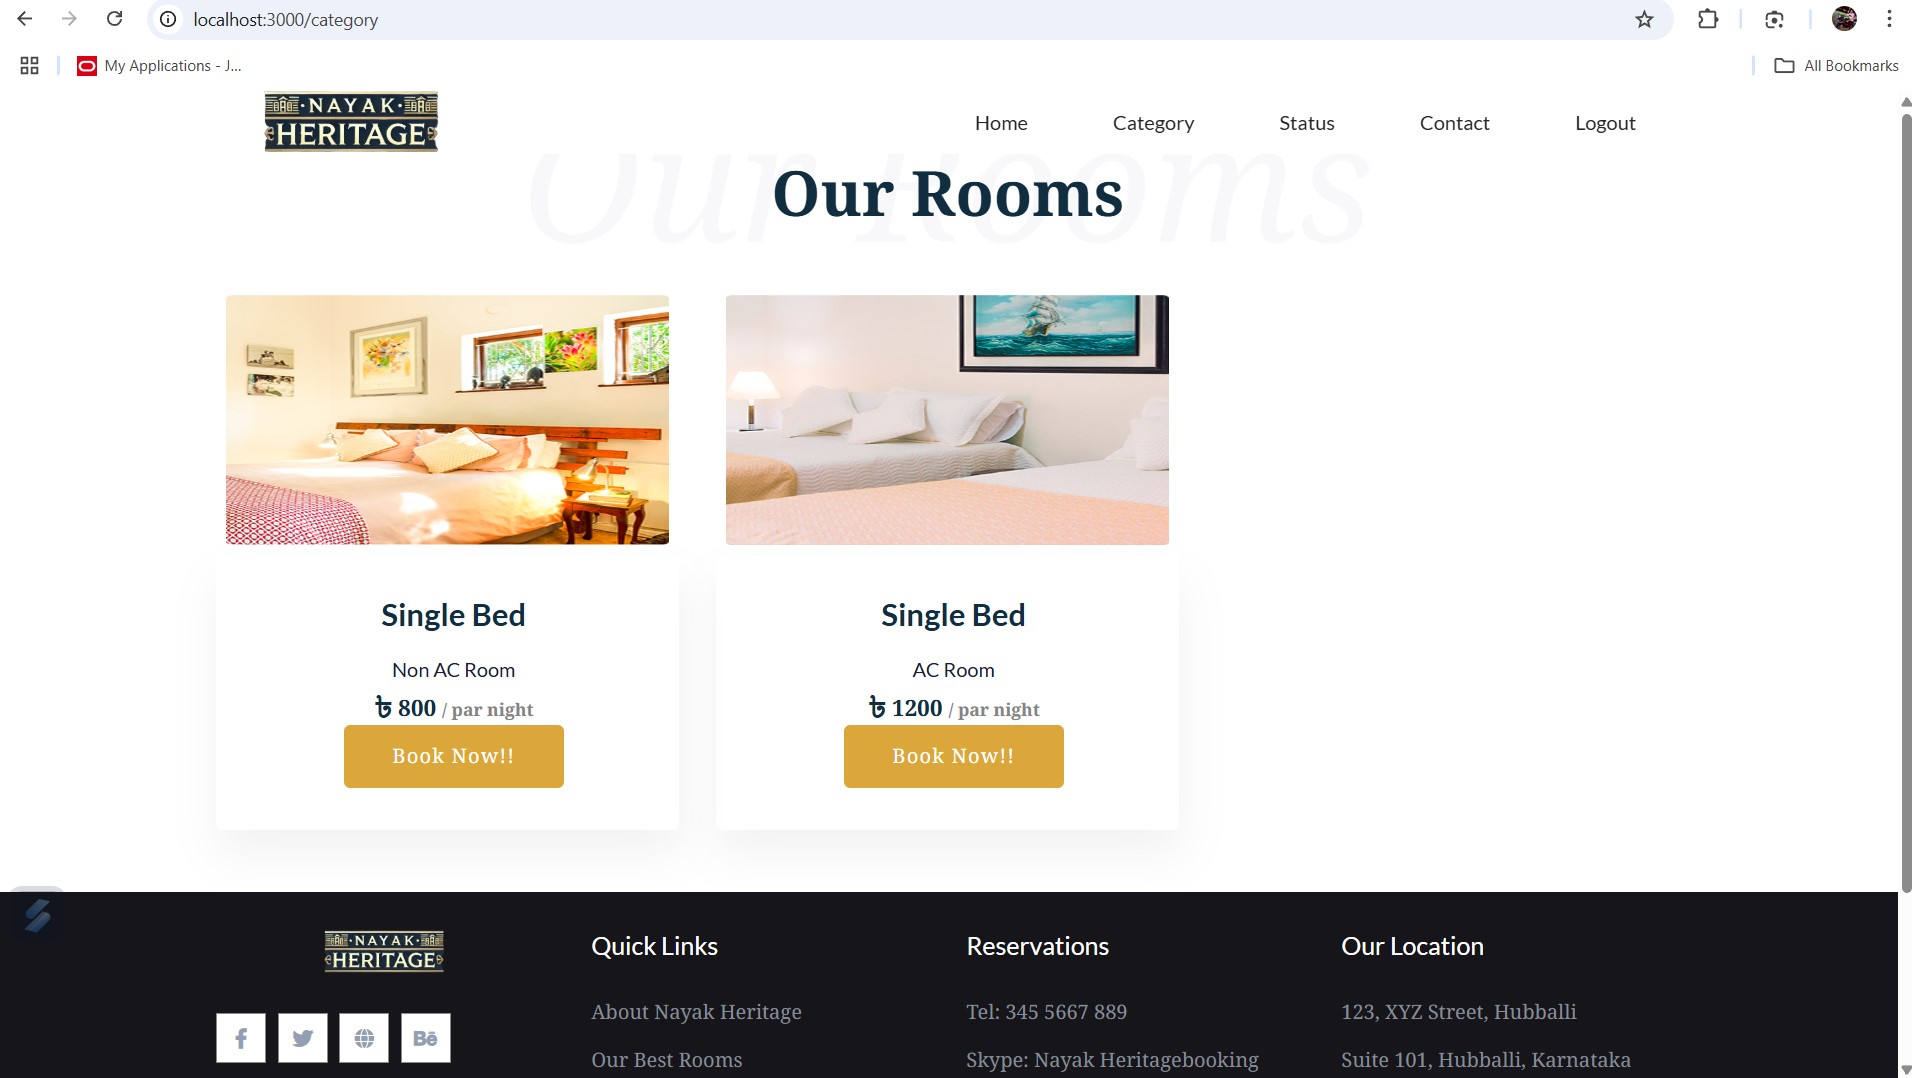 localhost:3000/category
My Applications - J...
All Bookmarks
·NAYAK·
HERITAGE
Home
Category
Status
Contact
Logout
Our Rooms
Our Rooms
Single Bed
Non AC Room
৳ 800 / par night
Book Now!!
Single Bed
AC Room
৳ 1200 / par night
Book Now!!
·NAYAK·
HERITAGE
Quick Links
About Nayak Heritage
Our Best Rooms
Reservations
Tel: 345 5667 889
Skype: Nayak Heritagebooking
Our Location
123, XYZ Street, Hubballi
Suite 101, Hubballi, Karnataka
Bē